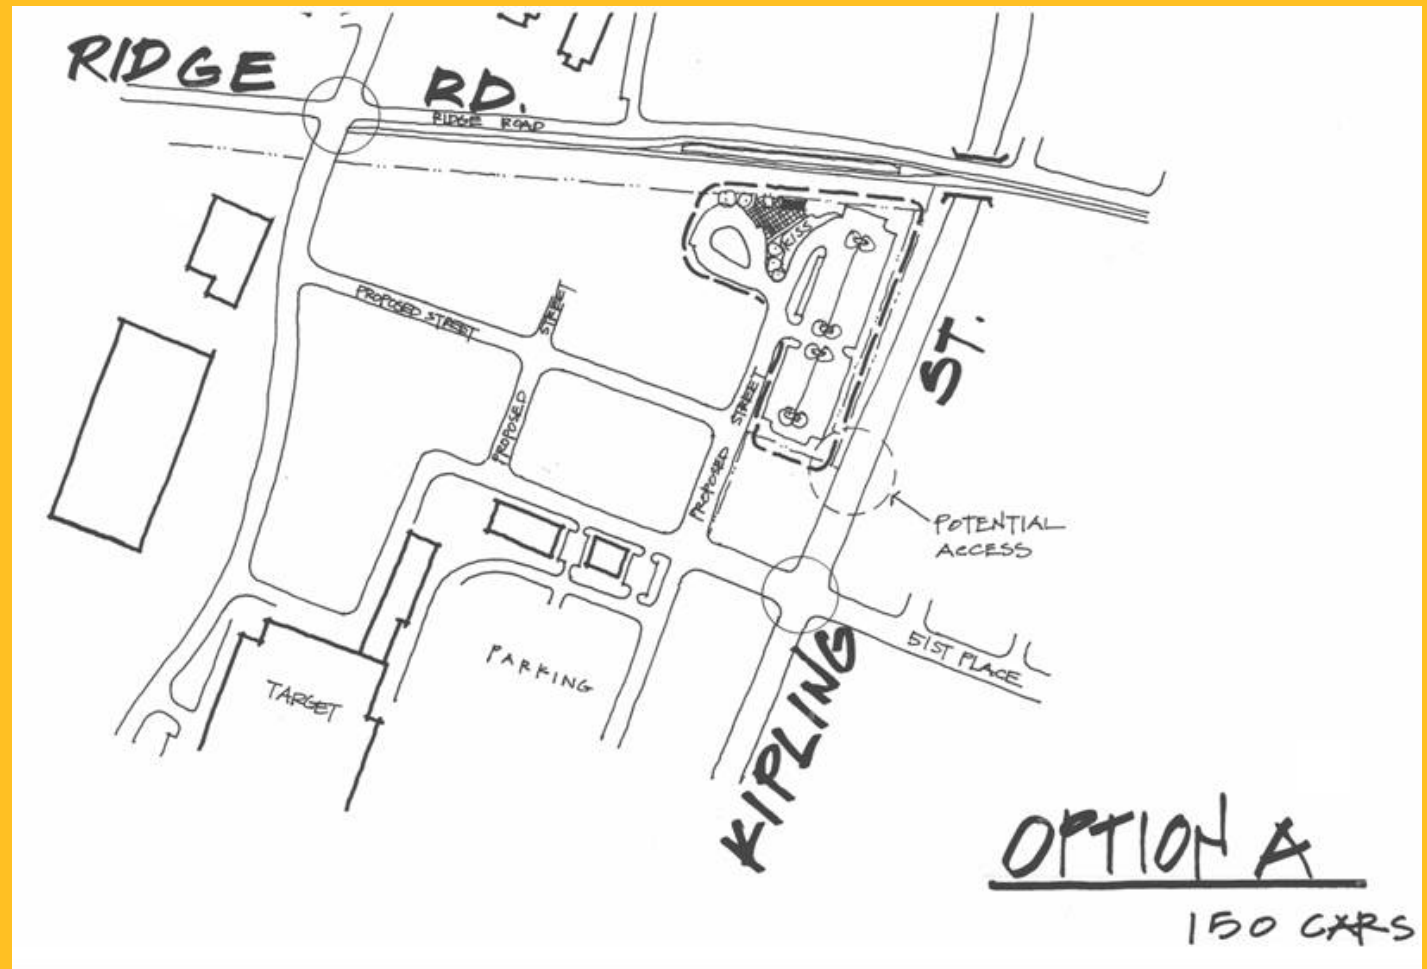 RIDGE RD.
RIDGE ROAD
KISS
PROPOSED STREET
STREET
PROPOSED
STREET
PROPOSED
ST.
POTENTIAL
ACCESS
51ST PLACE
PARKING
TARGET
KIPLING
OPTION A
150 CARS